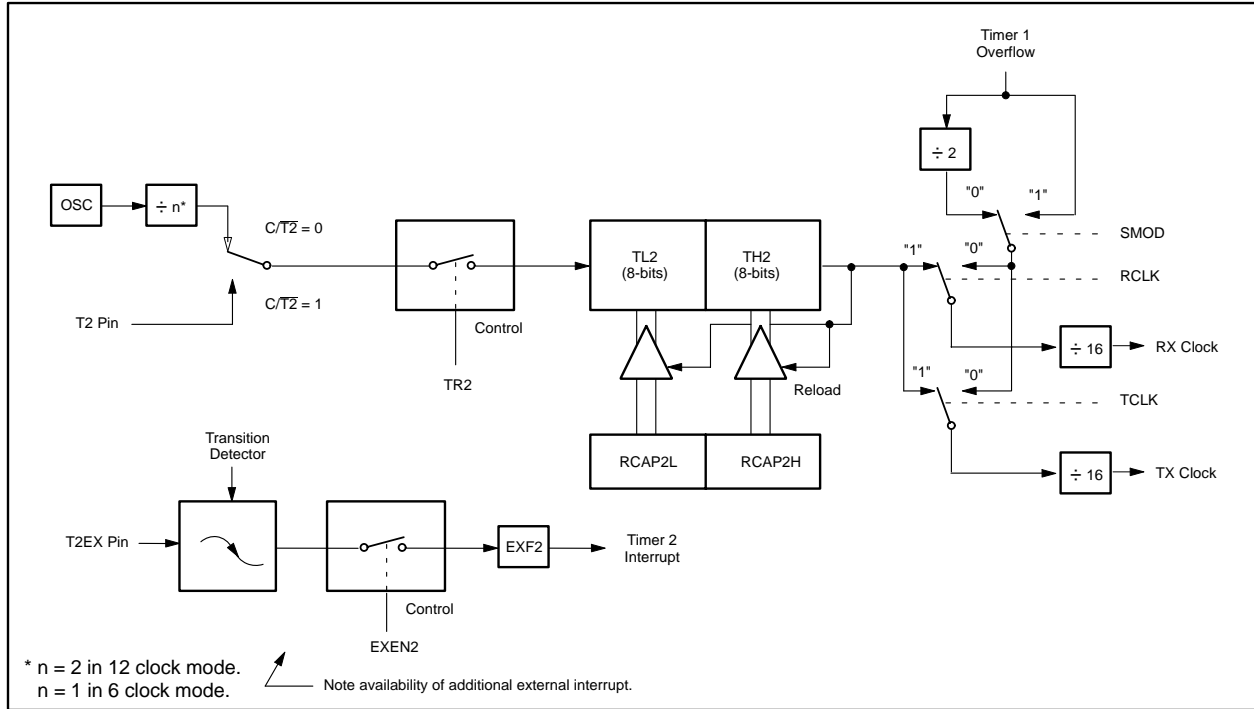 Timer 1
Overflow
÷ 2
"0"
"1"
OSC
÷ n*
C/T2̅ = 0
TL2
(8-bits)
TH2
(8-bits)
SMOD
"1"
"0"
RCLK
C/T2̅ = 1
T2 Pin
Control
÷ 16
RX Clock
TR2
Reload
"1"
"0"
TCLK
Transition
Detector
RCAP2L
RCAP2H
÷ 16
TX Clock
T2EX Pin
EXF2
Timer 2
Interrupt
Control
EXEN2
* n = 2 in 12 clock mode.
n = 1 in 6 clock mode.
Note availability of additional external interrupt.